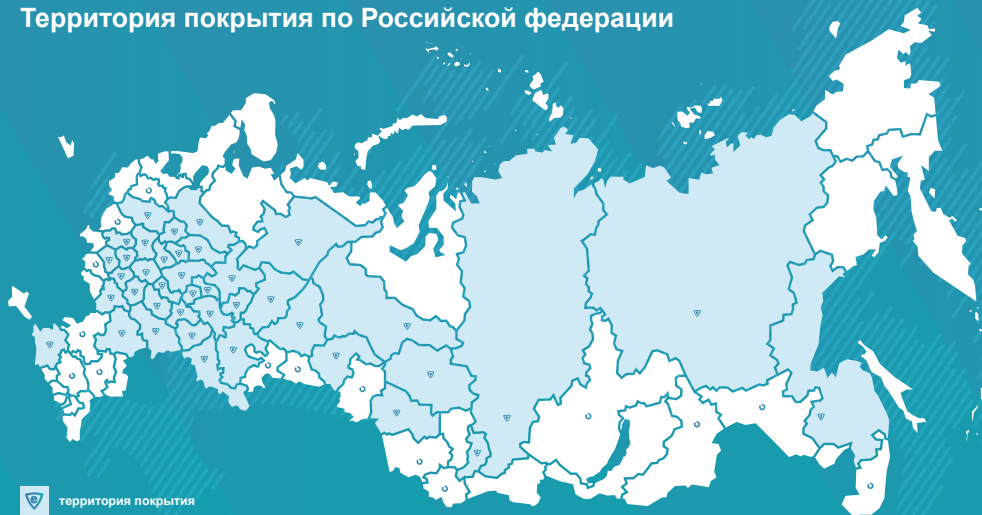 Территория покрытия по Российской федерации
территория покрытия